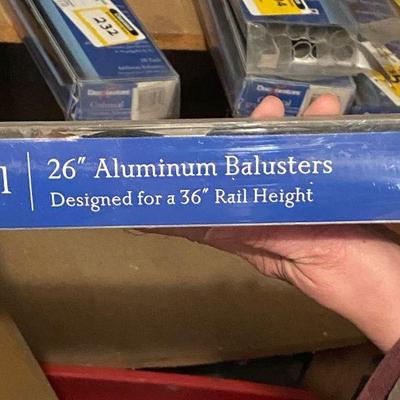 232
l | 26" Aluminum Balusters
Designed for a 36" Rail Height